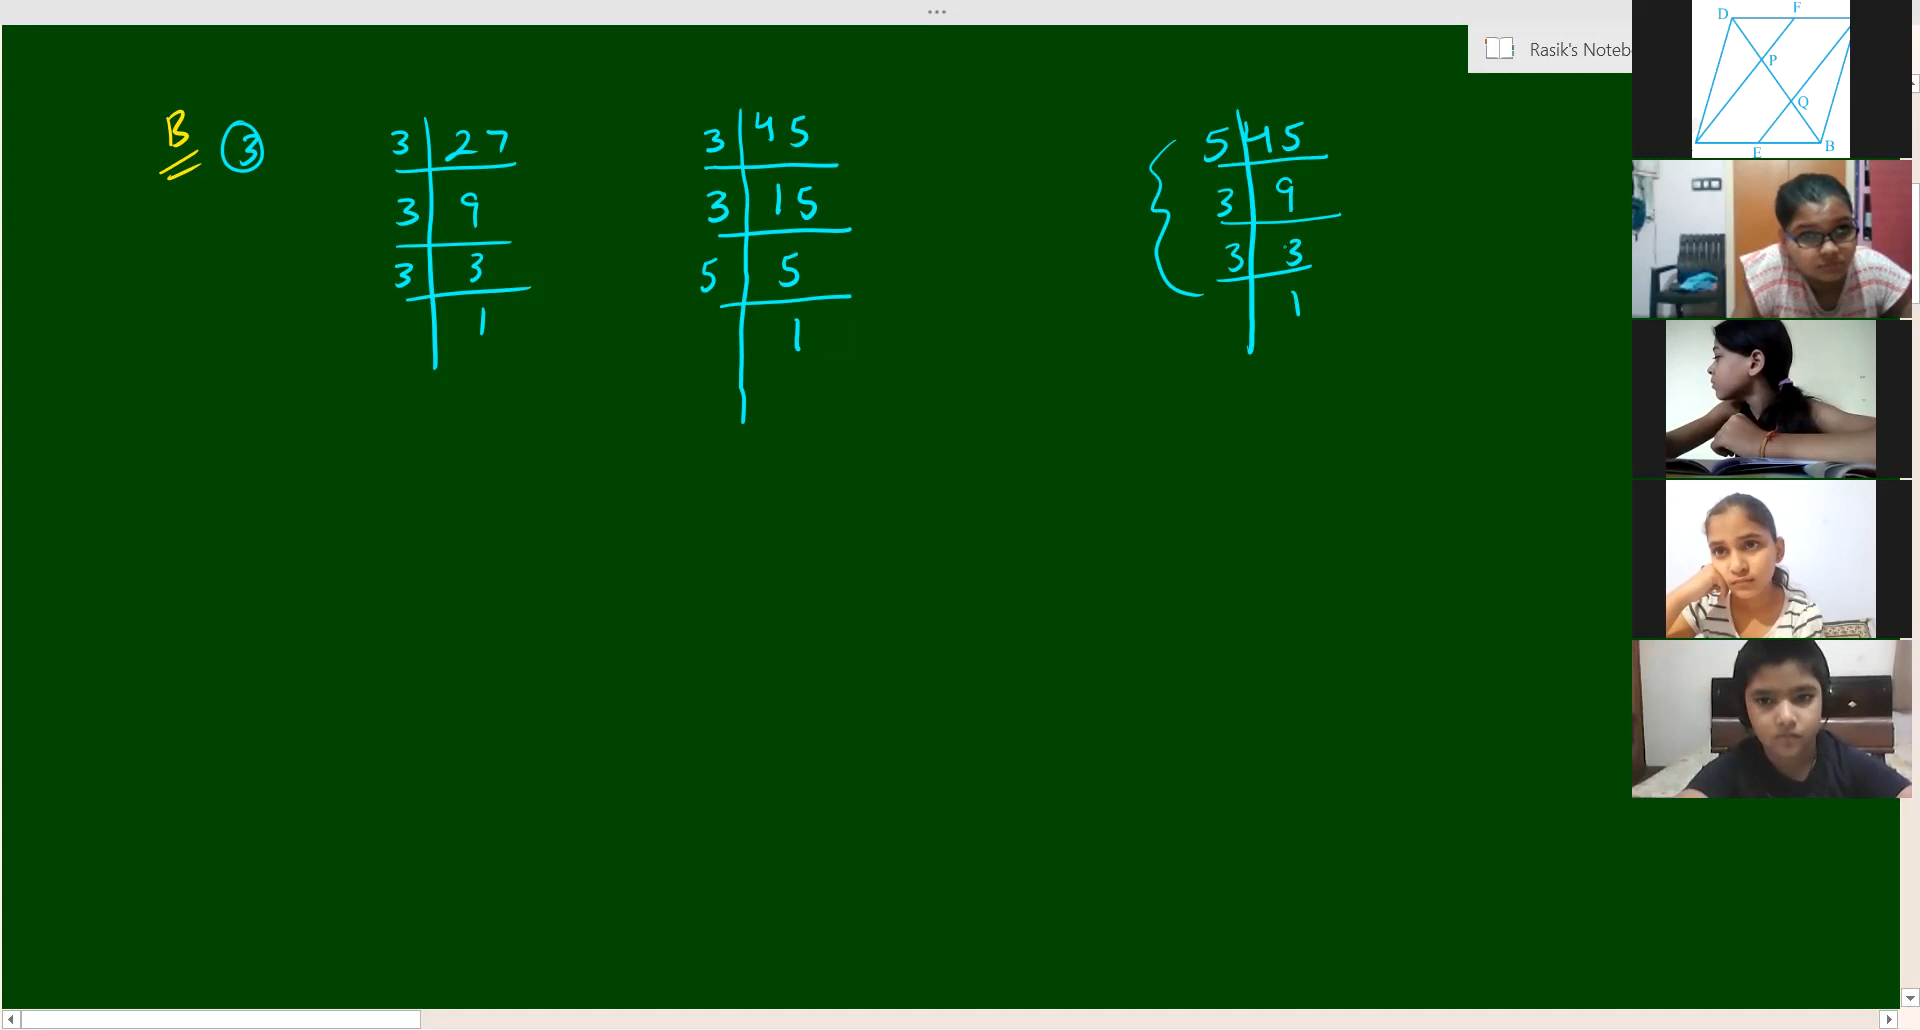 ...
Rasik's Noteb
D F
P
Q
E B
B ③
3 27
3 9
3 3
1
3 45
3 15
5 5
1
5 45
3 9
3 3
1